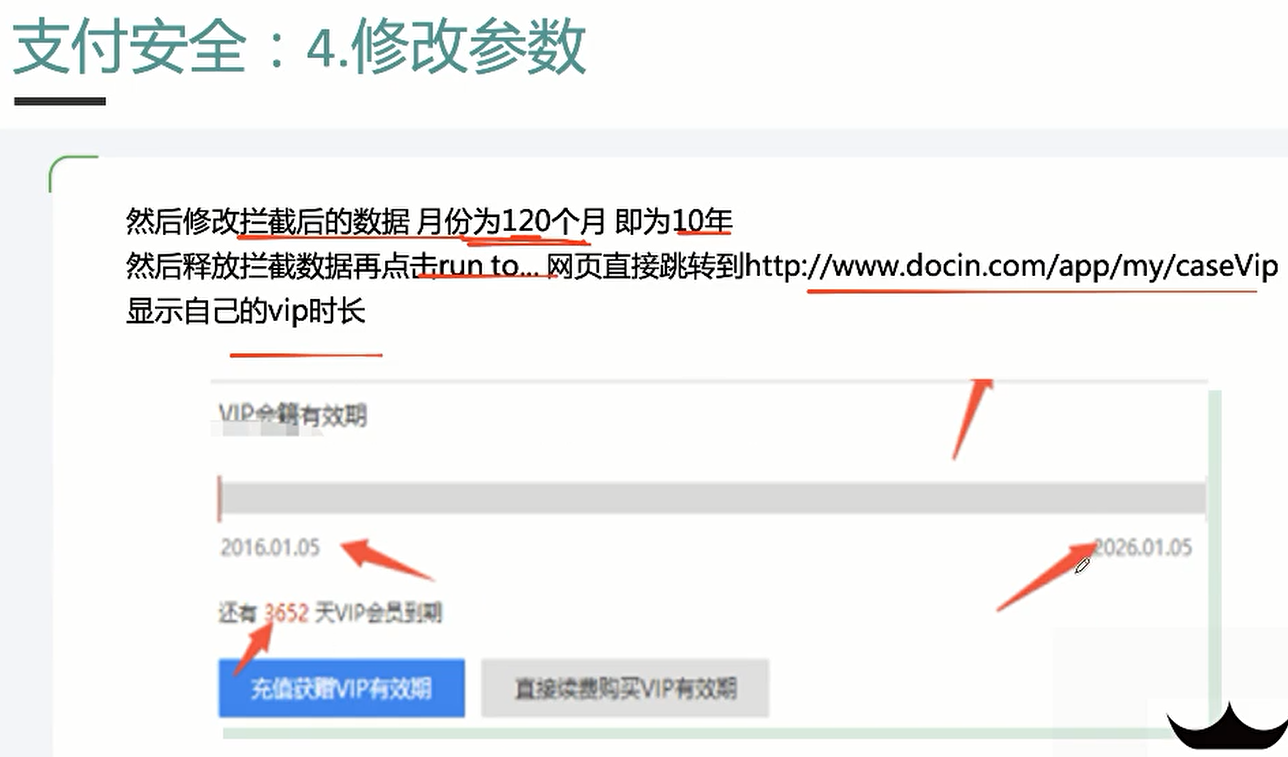 支付安全：4.修改参数
然后修改拦截后的数据 月份为120个月 即为10年
然后释放拦截数据再点击run to... 网页直接跳转到http://www.docin.com/app/my/caseVip
显示自己的vip时长
VIP会籍有效期
2016.01.05 2026.01.05
还有 3652 天VIP会员到期
充值获赠VIP有效期 直接续费购买VIP有效期